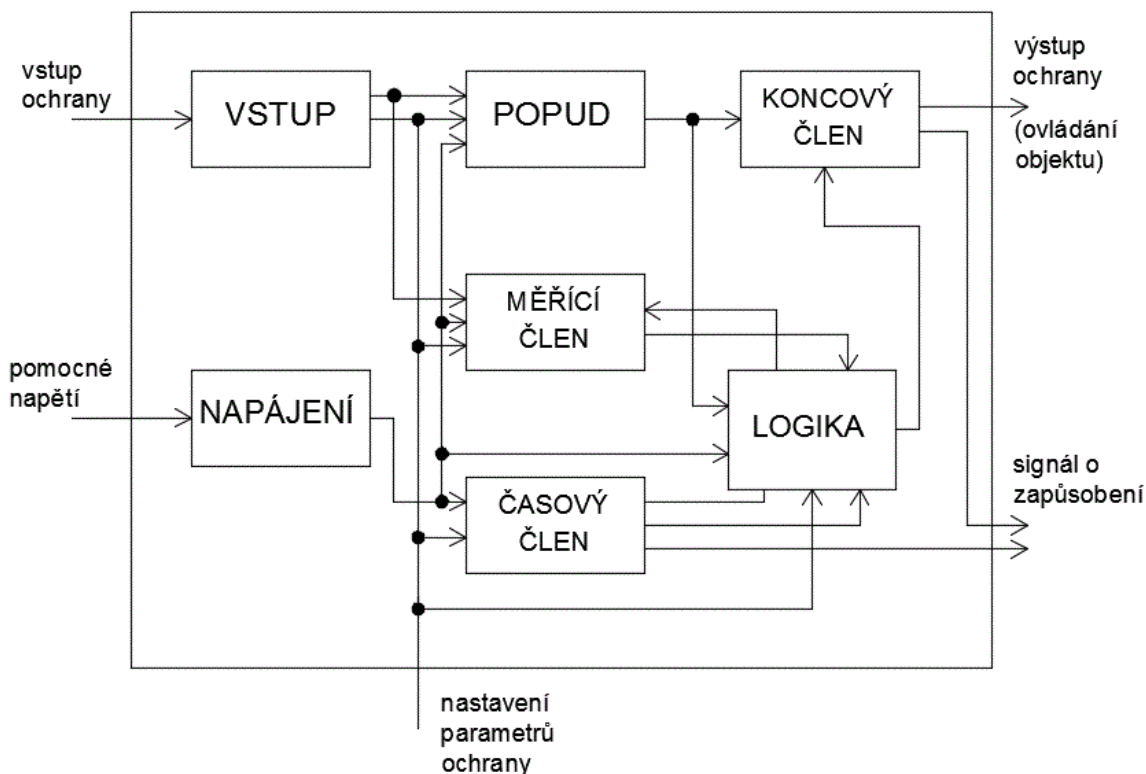 vstup
ochrany
VSTUP
POPUD
KONCOVÝ
ČLEN
výstup
ochrany
(ovládání
objektu)
MĚŘÍCÍ
ČLEN
pomocné
napětí
NAPÁJENÍ
LOGIKA
ČASOVÝ
ČLEN
signál o
zapůsobení
nastavení
parametrů
ochrany